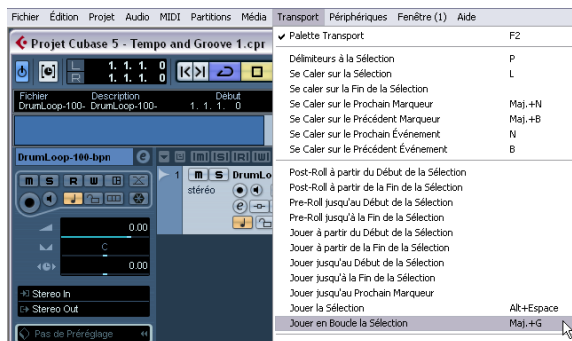 Fichier Édition Projet Audio MIDI Partitions Média Transport Périphériques Fenêtre (1) Aide
Projet Cubase 5 - Tempo and Groove 1.cpr
L 1. 1. 1. 0
R 1. 1. 1. 0
Fichier Description Début
DrumLoop-100- DrumLoop-100- 1. 1. 1. 0
DrumLoop-100-bpn
M S R W
1 m S DrumLo
stéréo
0.00
C
0.00
Stereo In
Stereo Out
Pas de Préréglage
Palette Transport F2
Délimiteurs à la Sélection P
Se Caler sur la Sélection L
Se caler sur la Fin de la Sélection
Se Caler sur le Prochain Marqueur Maj.+N
Se Caler sur le Précédent Marqueur Maj.+B
Se Caler sur le Prochain Événement N
Se Caler sur le Précédent Événement B
Post-Roll à partir du Début de la Sélection
Post-Roll à partir de la Fin de la Sélection
Pre-Roll jusqu'au Début de la Sélection
Pre-Roll jusqu'à la Fin de la Sélection
Jouer à partir du Début de la Sélection
Jouer à partir de la Fin de la Sélection
Jouer jusqu'au Début de la Sélection
Jouer jusqu'à la Fin de la Sélection
Jouer jusqu'au Prochain Marqueur
Jouer la Sélection Alt+Espace
Jouer en Boucle la Sélection Maj.+G